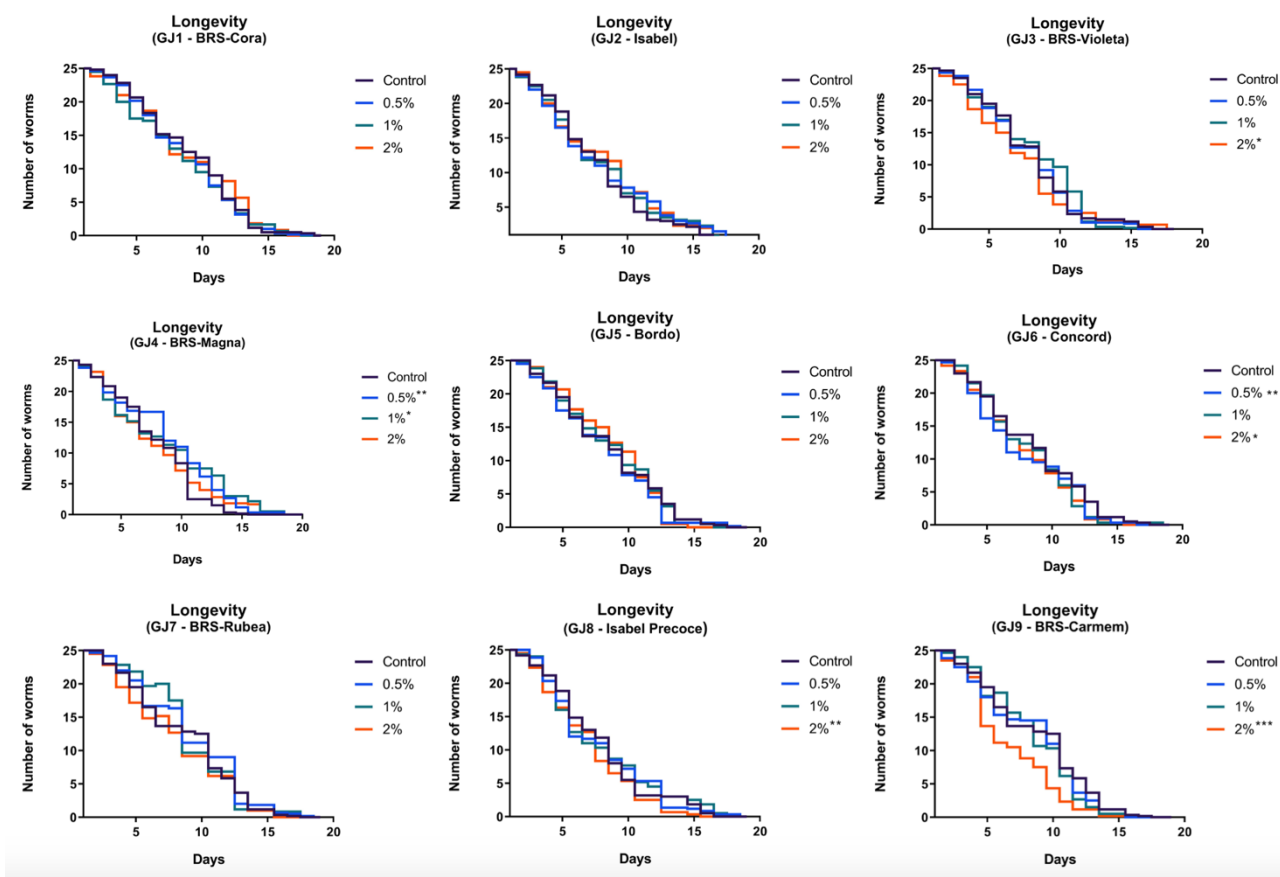 Longevity
(GJ1 - BRS-Cora)
Number of worms
25
20
15
10
5
0
5
10
15
20
Days
Control
0.5%
1%
2%
Longevity
(GJ2 - Isabel)
Number of worms
25
20
15
10
5
5
10
15
20
Days
Control
0.5%
1%
2%
Longevity
(GJ3 - BRS-Violeta)
Number of worms
25
20
15
10
5
0
5
10
15
20
Days
Control
0.5%
1%
2%*
Longevity
(GJ4 - BRS-Magna)
Number of worms
25
20
15
10
5
0
5
10
15
20
Days
Control
0.5%**
1%*
2%
Longevity
(GJ5 - Bordo)
Number of worms
25
20
15
10
5
0
5
10
15
20
Days
Control
0.5%
1%
2%
Longevity
(GJ6 - Concord)
Number of worms
25
20
15
10
5
0
5
10
15
20
Days
Control
0.5% **
1%
2%*
Longevity
(GJ7 - BRS-Rubea)
Number of worms
25
20
15
10
5
0
5
10
15
20
Days
Control
0.5%
1%
2%
Longevity
(GJ8 - Isabel Precoce)
Number of worms
25
20
15
10
5
0
5
10
15
20
Days
Control
0.5%
1%
2%**
Longevity
(GJ9 - BRS-Carmem)
Number of worms
25
20
15
10
5
0
5
10
15
20
Days
Control
0.5%
1%
2%***